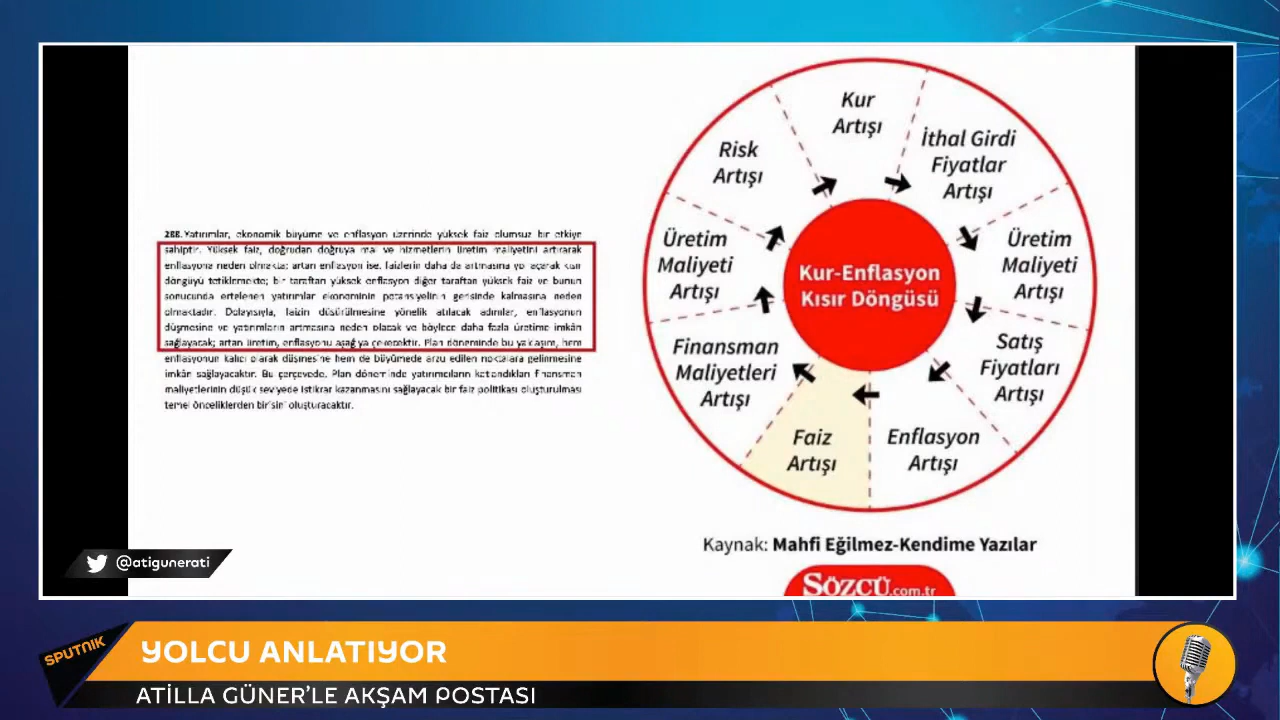 288. Yatırımlar, ekonomik büyüme ve enflasyon üzerinde yüksek faiz olumsuz bir etkiye
sahiptir. Yüksek faiz, doğrudan doğruya mal ve hizmetlerin üretim maliyetini artırarak
enflasyona neden olmakta; artan enflasyon ise, faizlerin daha da artmasına yol açarak kısır
döngüyü tetiklemekte; bir taraftan yüksek enflasyon diğer taraftan yüksek faiz ve bunun
sonucunda ertelenen yatırımlar ekonominin potansiyelinin gerisinde kalmasına neden
olmaktadır. Dolayısıyla, faizin düşürülmesine yönelik atılacak adımlar, enflasyonun
düşmesine ve yatırımların artmasına neden olacak ve böylece daha fazla üretime imkân
sağlayacak; artan üretim, enflasyonu aşağıya çekecektir. Plan döneminde bu yaklaşım, hem
enflasyonun kalıcı olarak düşmesine hem de büyümede arzu edilen noktalara gelinmesine
imkân sağlayacaktır. Bu çerçevede, Plan döneminde yatırımcıların katlandıkları finansman
maliyetlerinin düşük seviyede istikrar kazanmasını sağlayacak bir faiz politikası oluşturulması
temel önceliklerden birisini oluşturacaktır.
Kur
Artışı
İthal Girdi
Fiyatlar
Artışı
Üretim
Maliyeti
Artışı
Satış
Fiyatları
Artışı
Enflasyon
Artışı
Faiz
Artışı
Finansman
Maliyetleri
Artışı
Üretim
Maliyeti
Artışı
Risk
Artışı
Kur-Enflasyon
Kısır Döngüsü
Kaynak: Mahfi Eğilmez-Kendime Yazılar
SÖZCÜ.com.tr
@atigunerati
SPUTNIK
YOLCU ANLATIYOR
ATİLLA GÜNER'LE AKŞAM POSTASI